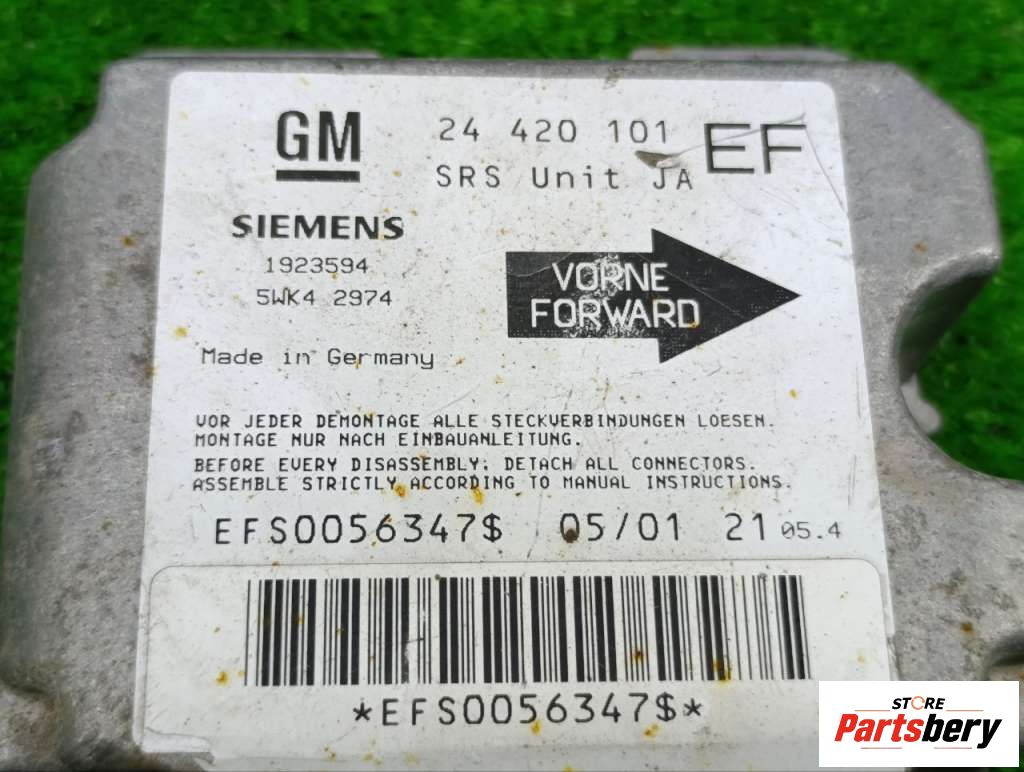 GM
24 420 101 EF
SRS Unit JA
SIEMENS
1923594
5WK4 2974
VORNE
FORWARD
Made in Germany
VOR JEDER DEMONTAGE ALLE STECKVERBINDUNGEN LOESEN.
MONTAGE NUR NACH EINBAUANLEITUNG.
BEFORE EVERY DISASSEMBLY; DETACH ALL CONNECTORS.
ASSEMBLE STRICTLY ACCORDING TO MANUAL INSTRUCTIONS.
EFS0056347$ 05/01 21 05.4
*EFS0056347$*
STORE
Partsbery